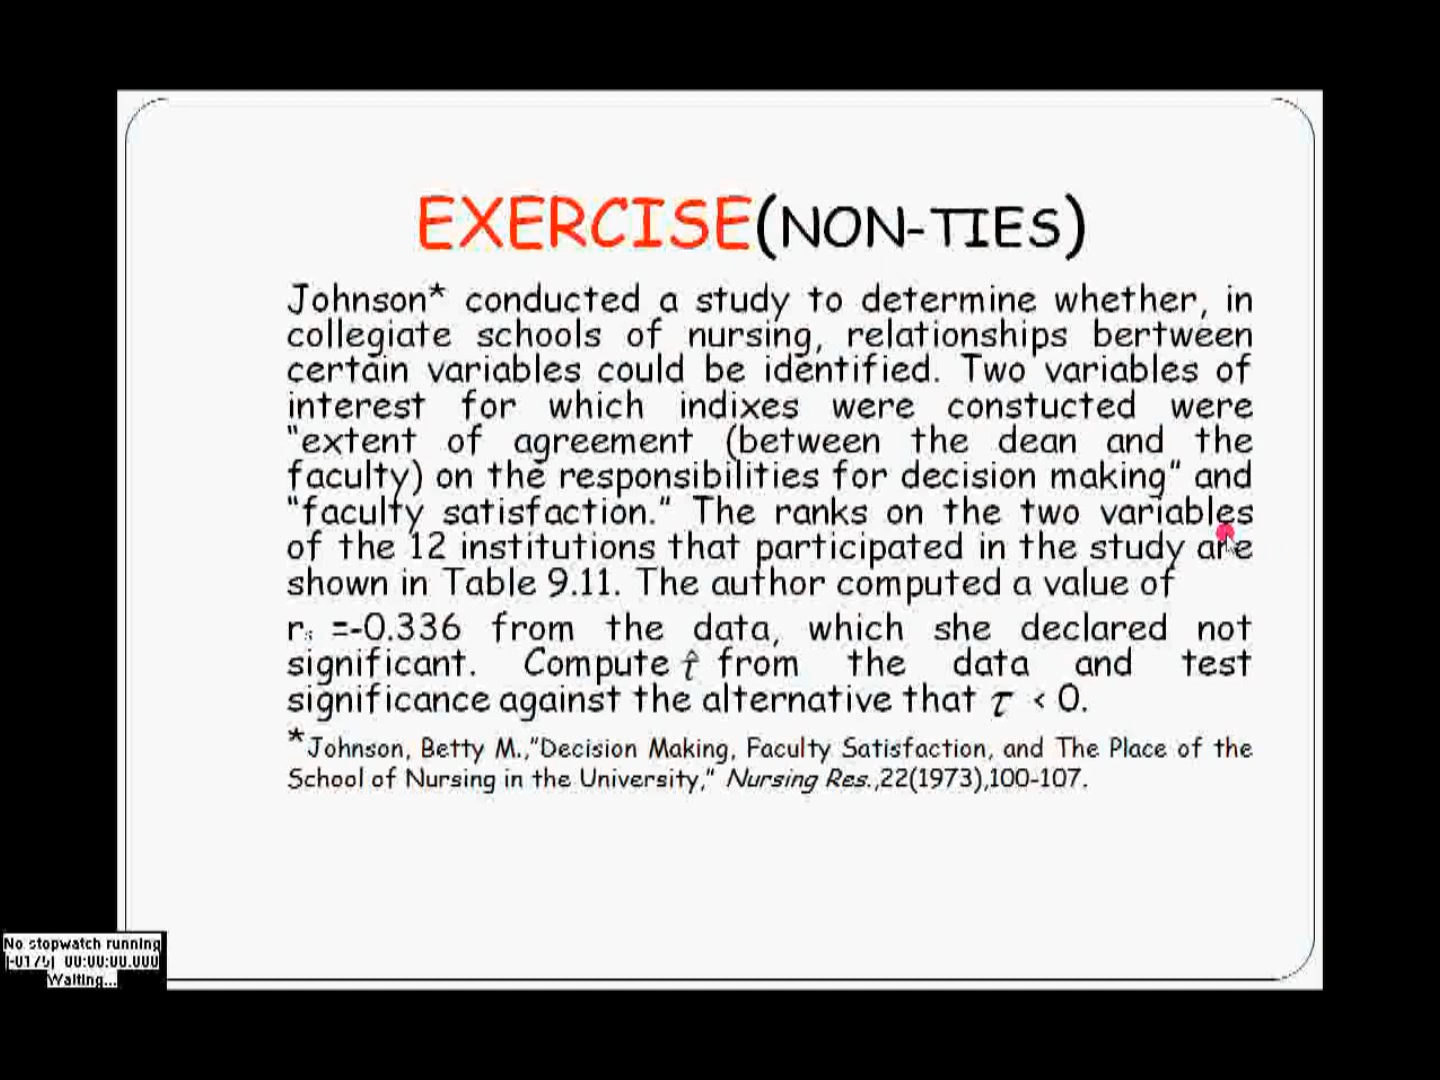 EXERCISE(NON-TIES)
Johnson* conducted a study to determine whether, in
collegiate schools of nursing, relationships bertween
certain variables could be identified. Two variables of
interest for which indixes were constucted were
"extent of agreement (between the dean and the
faculty) on the responsibilities for decision making" and
"faculty satisfaction." The ranks on the two variables
of the 12 institutions that participated in the study are
shown in Table 9.11. The author computed a value of
rs =-0.336 from the data, which she declared not
significant. Compute τ̂ from the data and test
significance against the alternative that τ < 0.
*Johnson, Betty M.,"Decision Making, Faculty Satisfaction, and The Place of the
School of Nursing in the University," Nursing Res.,22(1973),100-107.
No stopwatch running
00:00:00.000
Waiting...